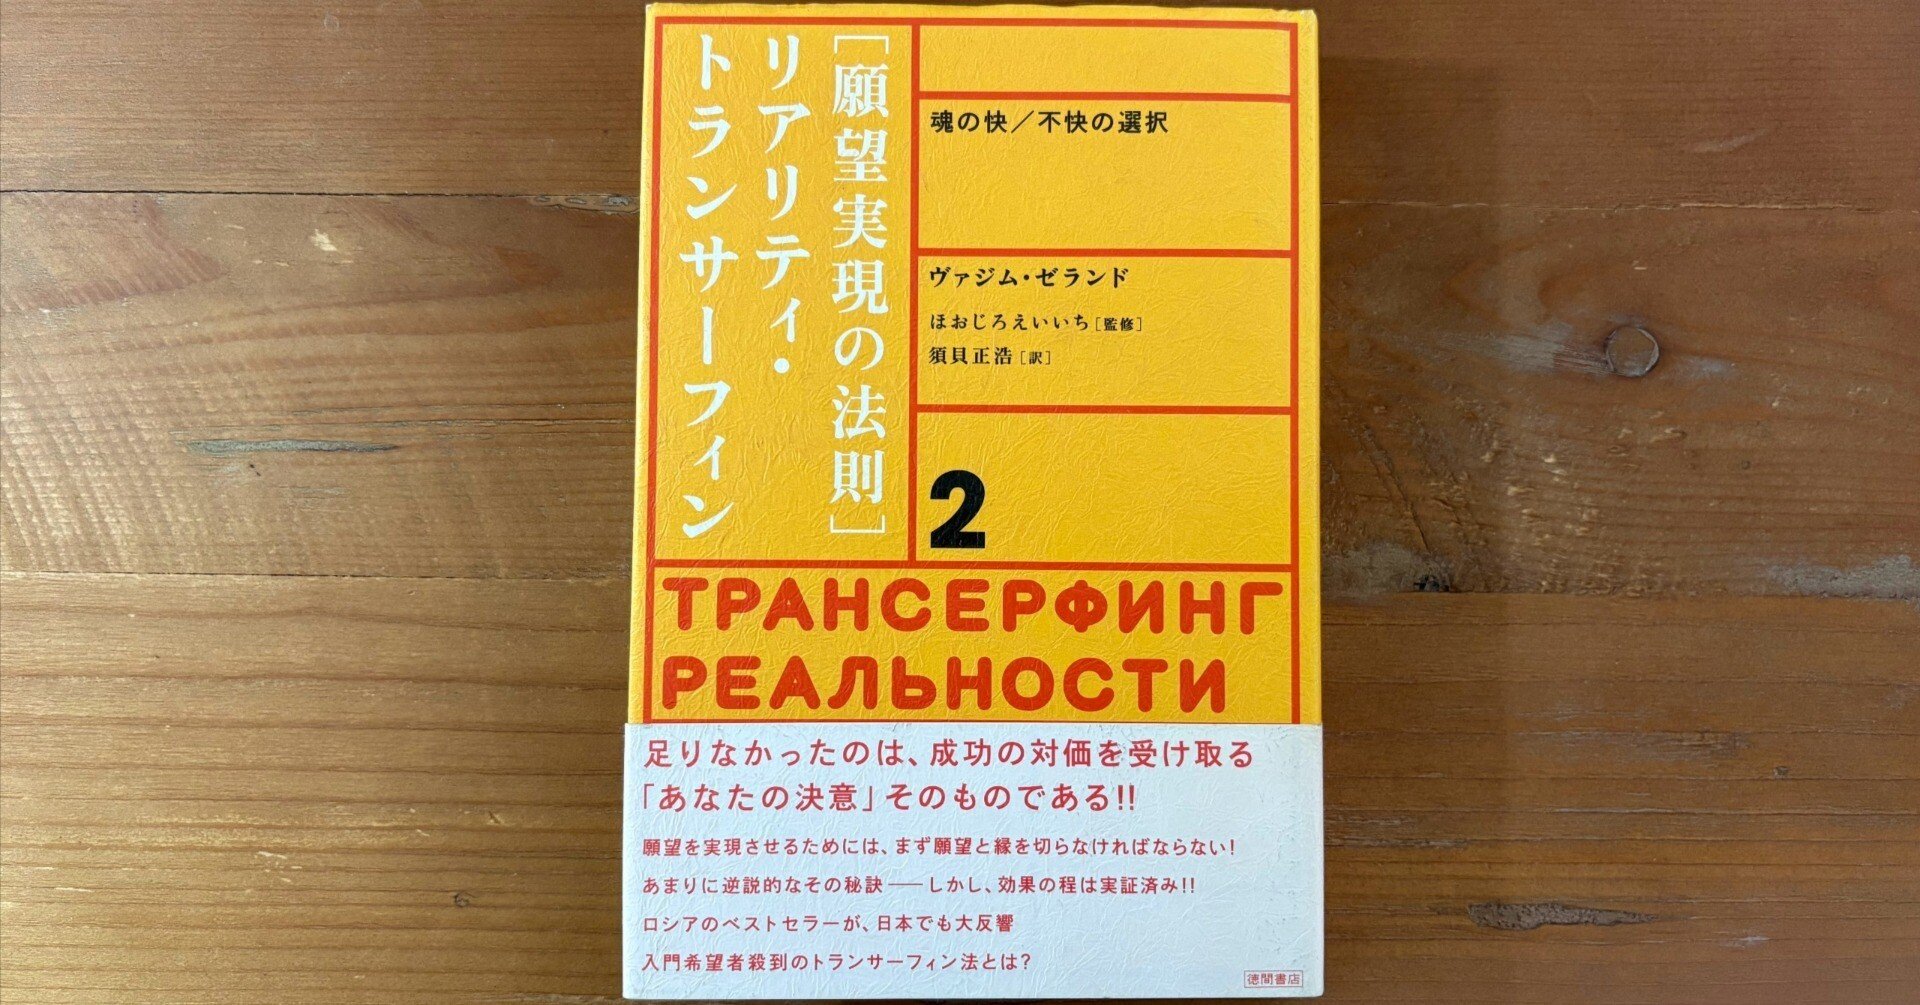 ［願望実現の法則］
リアリティ・
トランサーフィン
魂の快／不快の選択
ヴァジム・ゼランド
ほおじろえいいち［監修］
須貝正浩［訳］
2
ТРАНСЕРФИНГ
РЕАЛЬНОСТИ
足りなかったのは、成功の対価を受け取る
「あなたの決意」そのものである!!
願望を実現させるためには、まず願望と縁を切らなければならない!
あまりに逆説的なその秘訣――しかし、効果の程は実証済み!!
ロシアのベストセラーが、日本でも大反響
入門希望者殺到のトランサーフィン法とは?
徳間書店